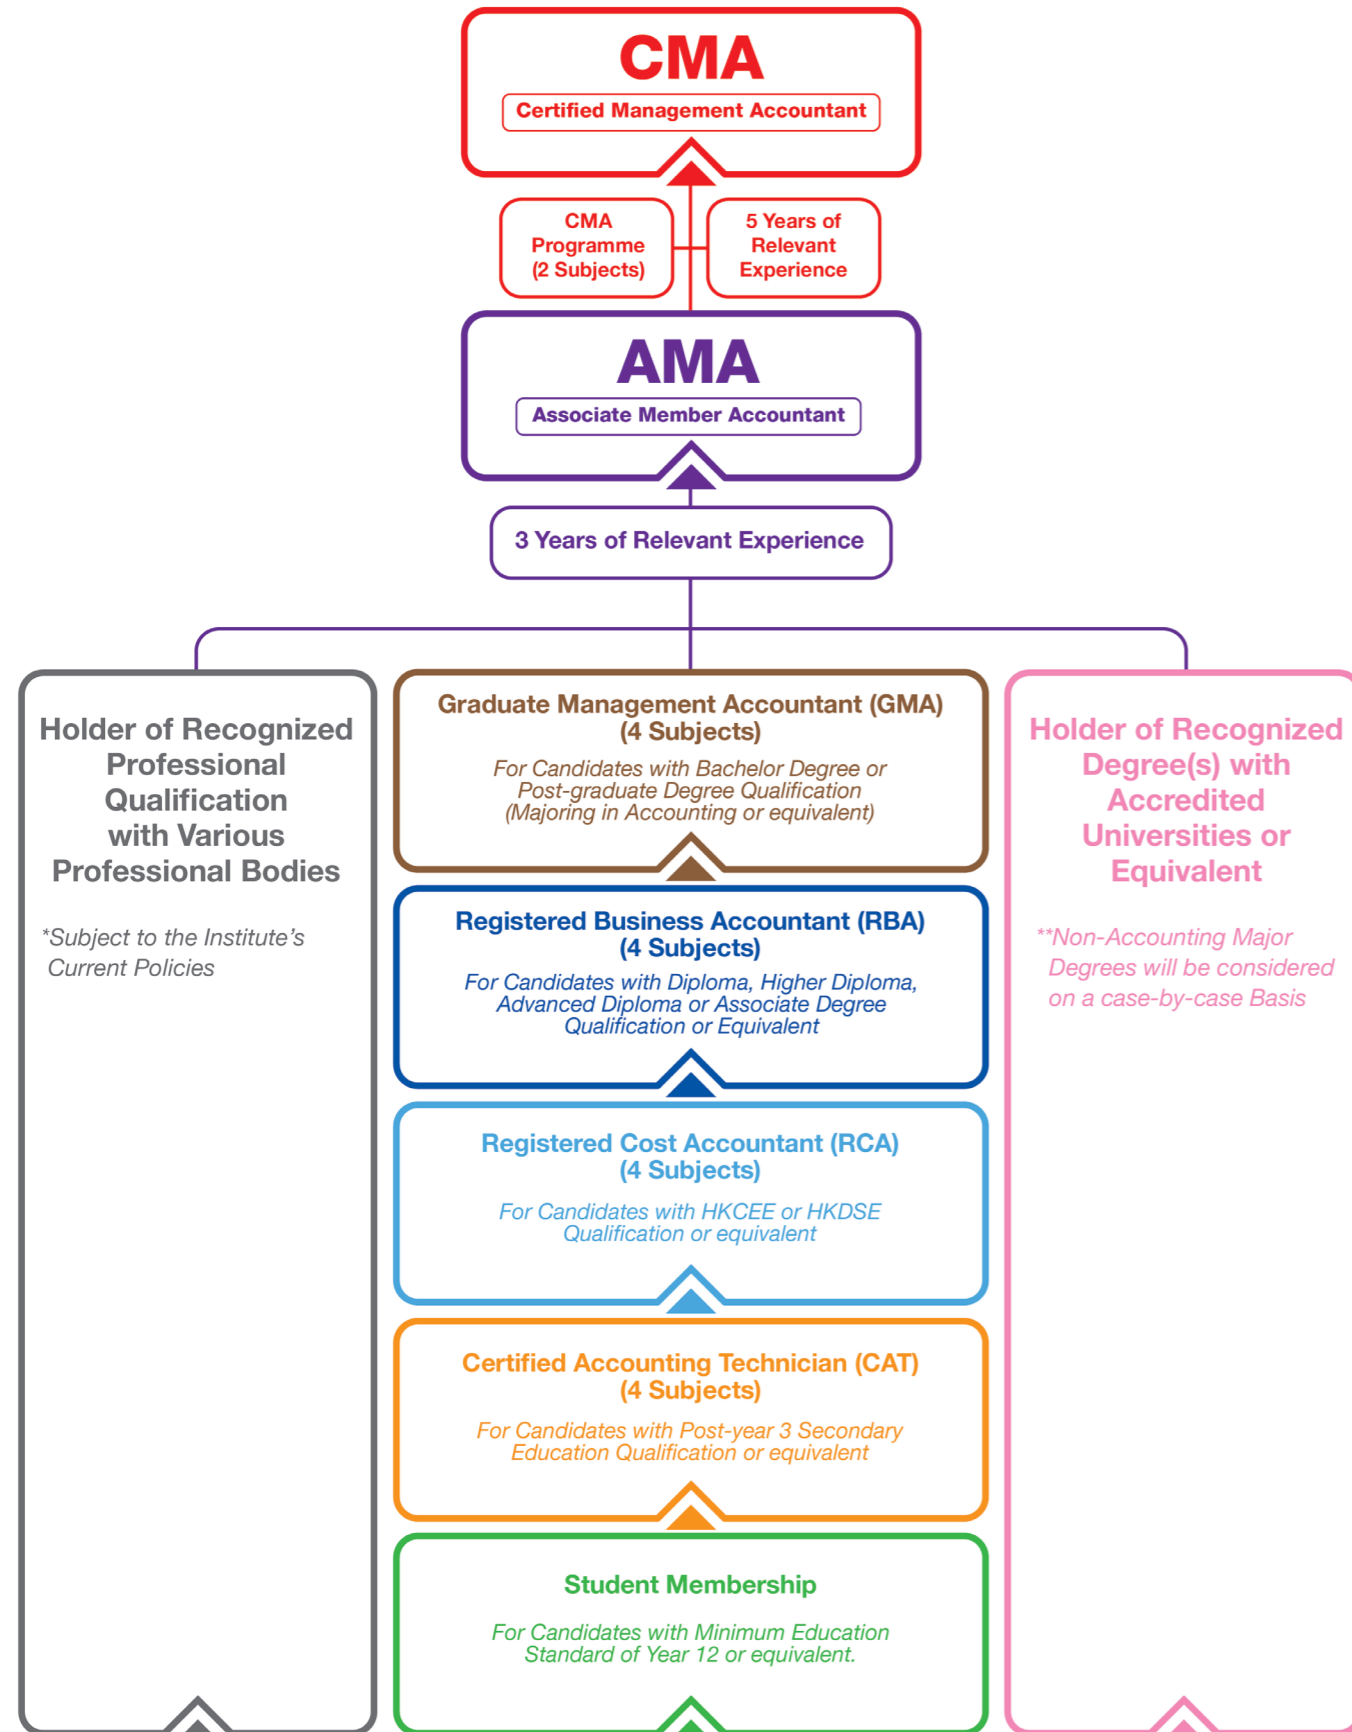 CMA
Certified Management Accountant
CMA
Programme
(2 Subjects)
5 Years of
Relevant
Experience
AMA
Associate Member Accountant
3 Years of Relevant Experience
Holder of Recognized
Professional
Qualification
with Various
Professional Bodies
*Subject to the Institute's
Current Policies
Graduate Management Accountant (GMA)
(4 Subjects)
For Candidates with Bachelor Degree or
Post-graduate Degree Qualification
(Majoring in Accounting or equivalent)
Registered Business Accountant (RBA)
(4 Subjects)
For Candidates with Diploma, Higher Diploma,
Advanced Diploma or Associate Degree
Qualification or Equivalent
Registered Cost Accountant (RCA)
(4 Subjects)
For Candidates with HKCEE or HKDSE
Qualification or equivalent
Certified Accounting Technician (CAT)
(4 Subjects)
For Candidates with Post-year 3 Secondary
Education Qualification or equivalent
Student Membership
For Candidates with Minimum Education
Standard of Year 12 or equivalent.
Holder of Recognized
Degree(s) with
Accredited
Universities or
Equivalent
**Non-Accounting Major
Degrees will be considered
on a case-by-case Basis